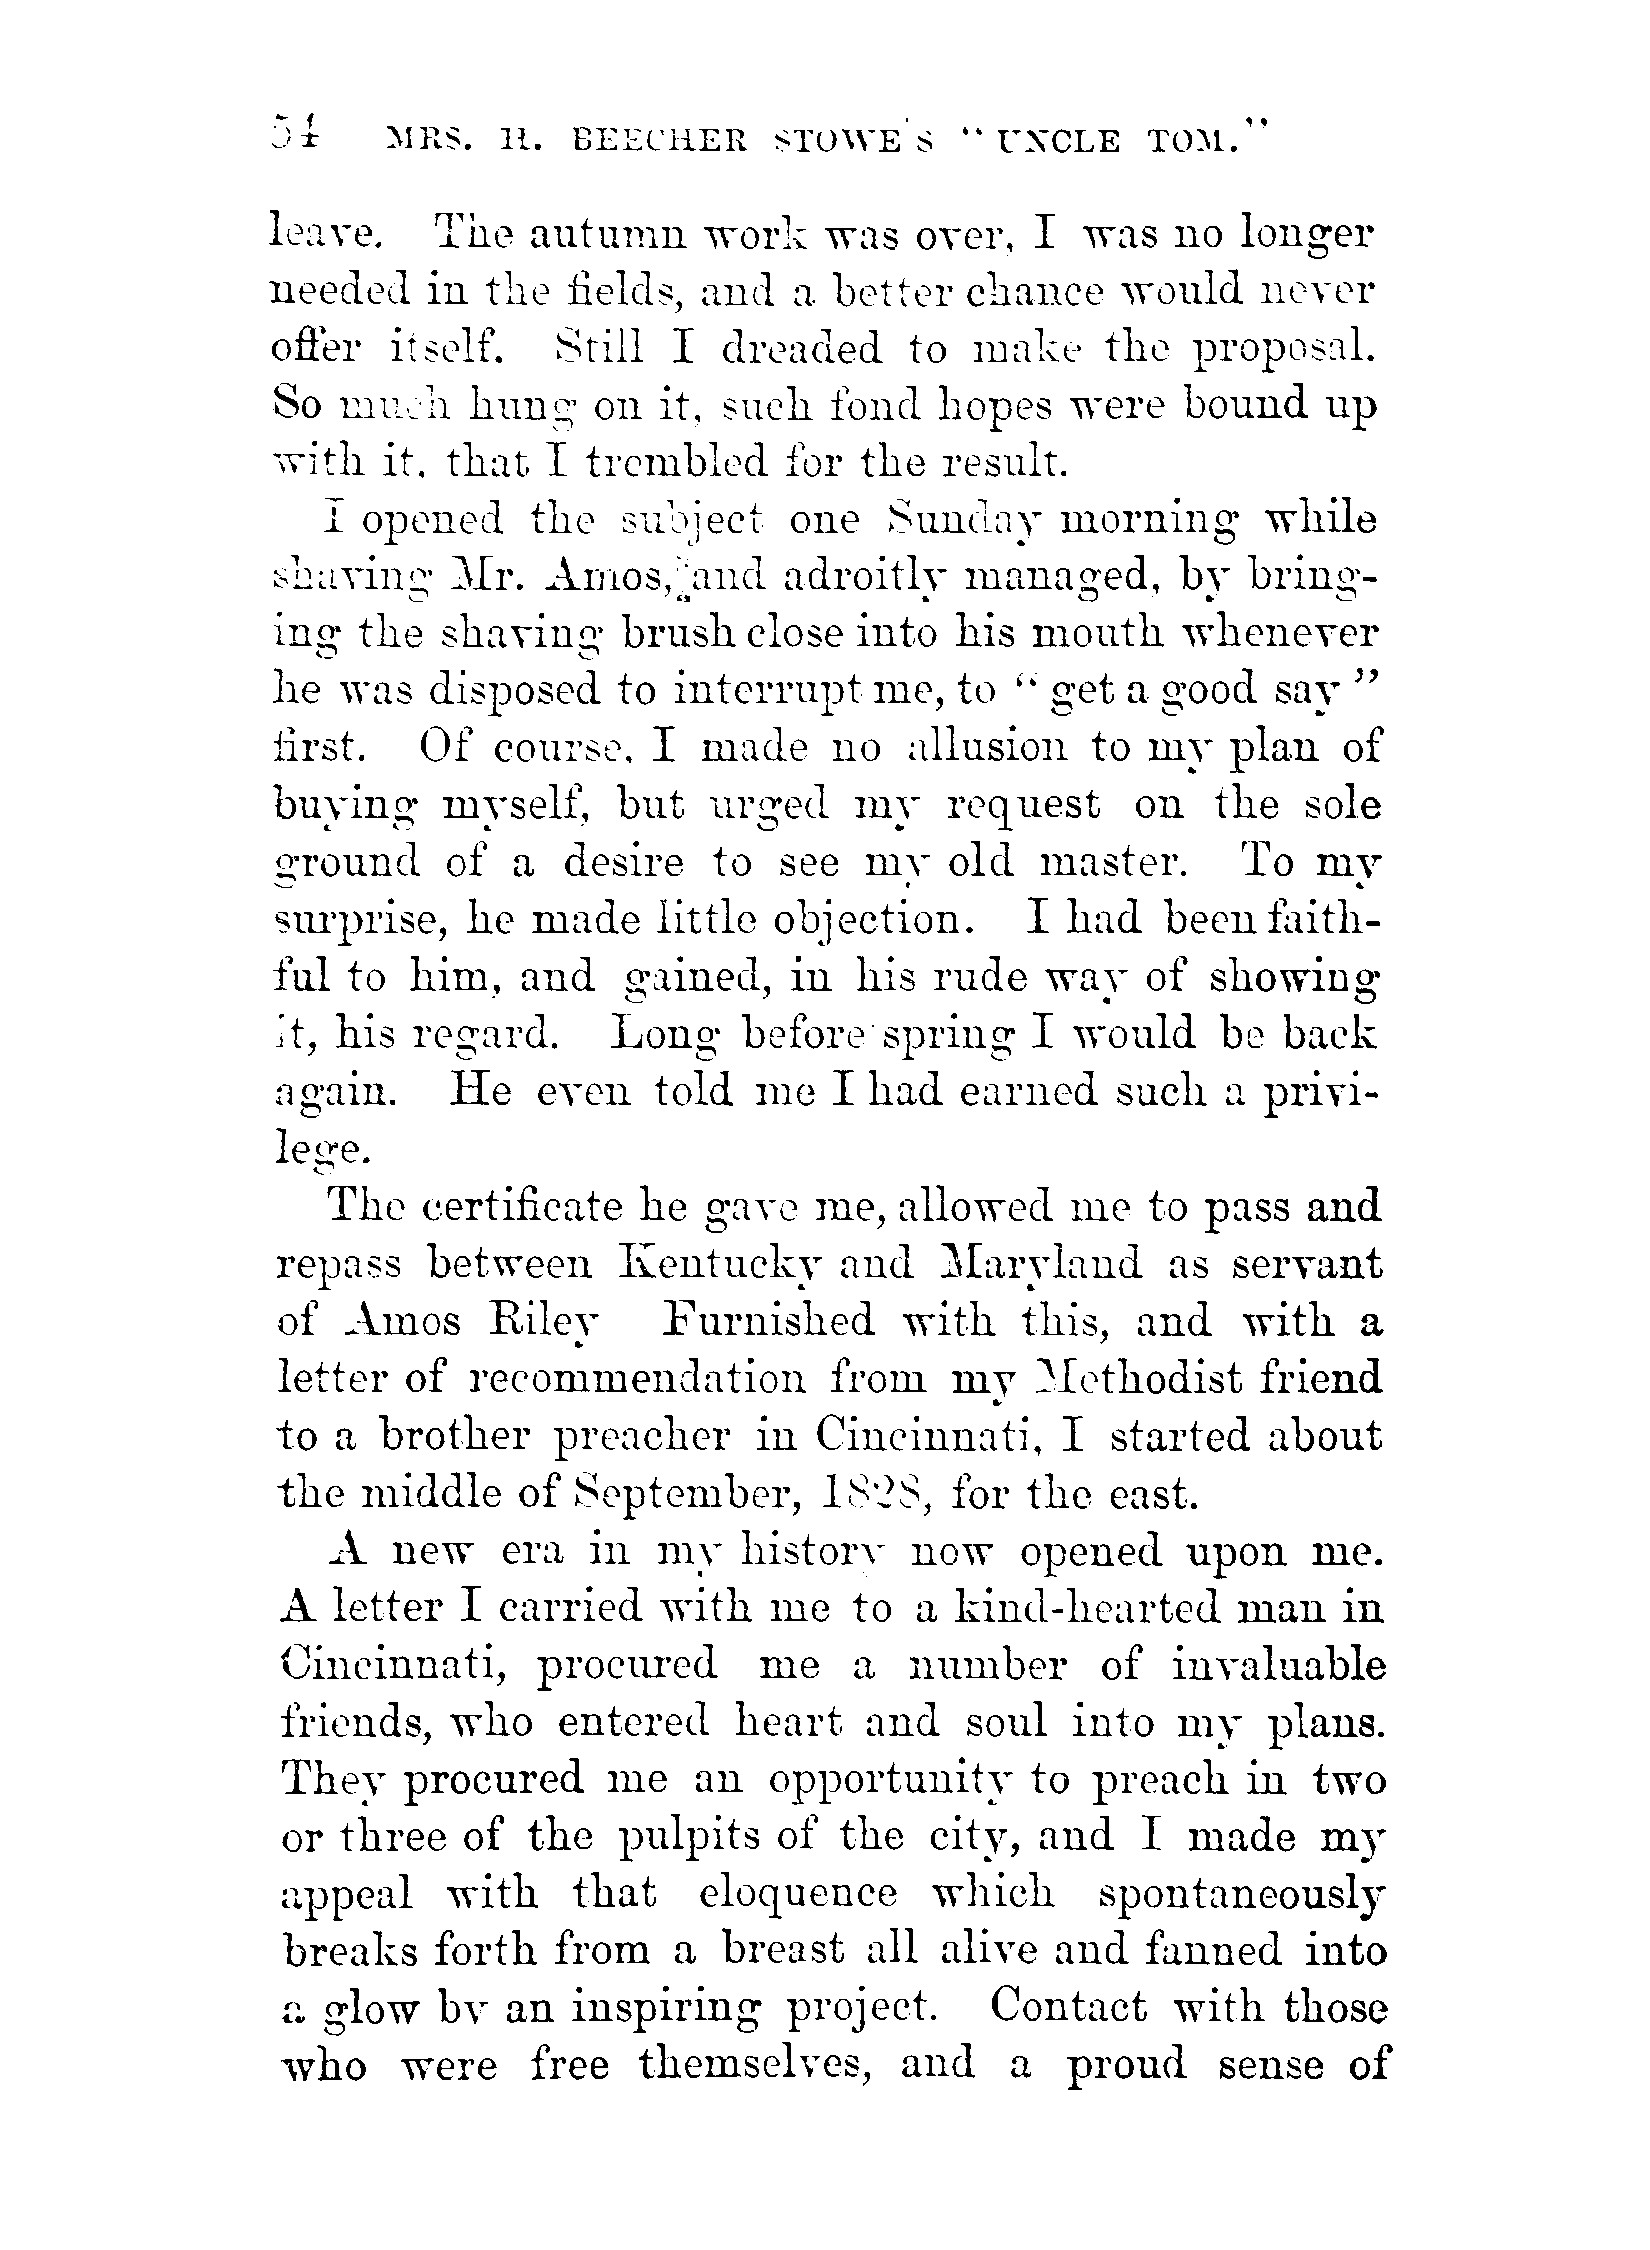 54 MRS. H. BEECHER STOWE'S "UNCLE TOM."
leave. The autumn work was over, I was no longer
needed in the fields, and a better chance would never
offer itself. Still I dreaded to make the proposal.
So much hung on it, such fond hopes were bound up
with it, that I trembled for the result.
I opened the subject one Sunday morning while
shaving Mr. Amos, and adroitly managed, by bring-
ing the shaving brush close into his mouth whenever
he was disposed to interrupt me, to "get a good say"
first. Of course, I made no allusion to my plan of
buying myself, but urged my request on the sole
ground of a desire to see my old master. To my
surprise, he made little objection. I had been faith-
ful to him, and gained, in his rude way of showing
it, his regard. Long before spring I would be back
again. He even told me I had earned such a privi-
lege.
The certificate he gave me, allowed me to pass and
repass between Kentucky and Maryland as servant
of Amos Riley Furnished with this, and with a
letter of recommendation from my Methodist friend
to a brother preacher in Cincinnati, I started about
the middle of September, 1828, for the east.
A new era in my history now opened upon me.
A letter I carried with me to a kind-hearted man in
Cincinnati, procured me a number of invaluable
friends, who entered heart and soul into my plans.
They procured me an opportunity to preach in two
or three of the pulpits of the city, and I made my
appeal with that eloquence which spontaneously
breaks forth from a breast all alive and fanned into
a glow by an inspiring project. Contact with those
who were free themselves, and a proud sense of